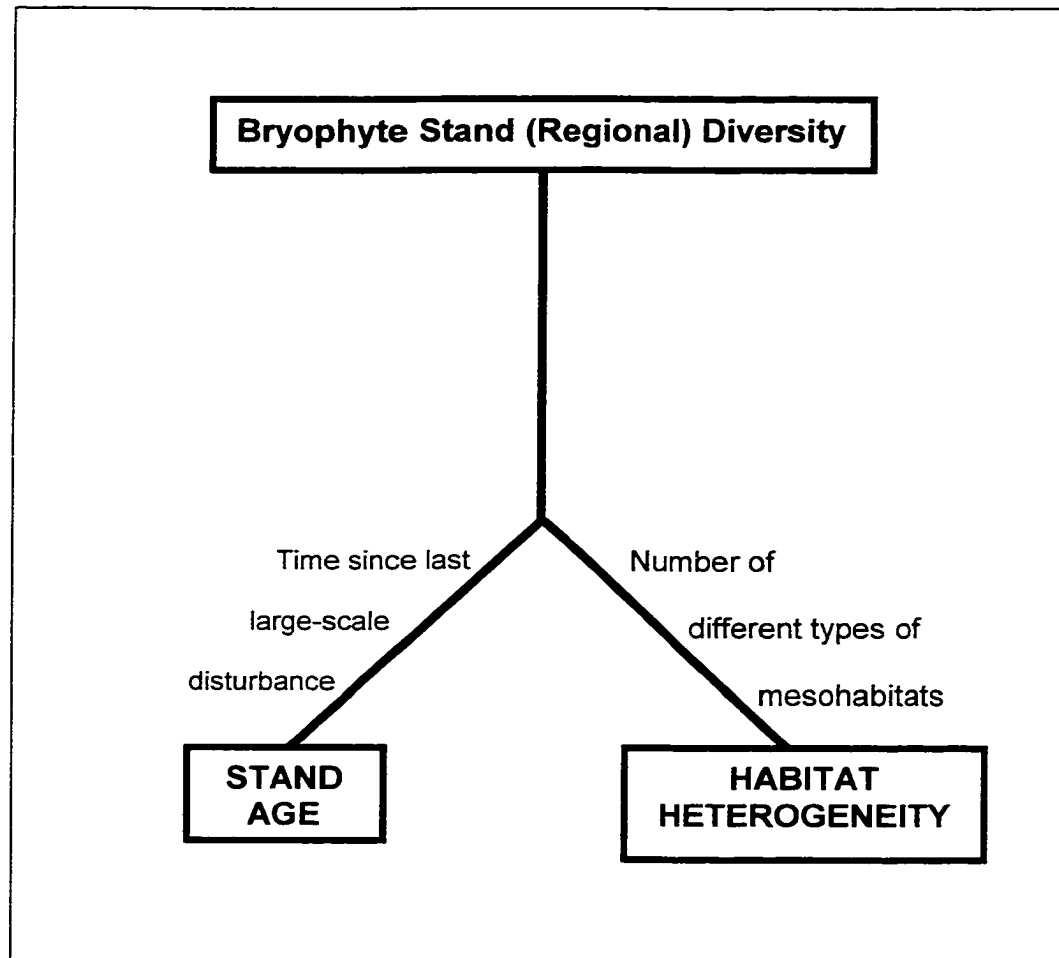 Bryophyte Stand (Regional) Diversity
Time since last
large-scale
disturbance
Number of
different types of
mesohabitats
STAND
AGE
HABITAT
HETEROGENEITY